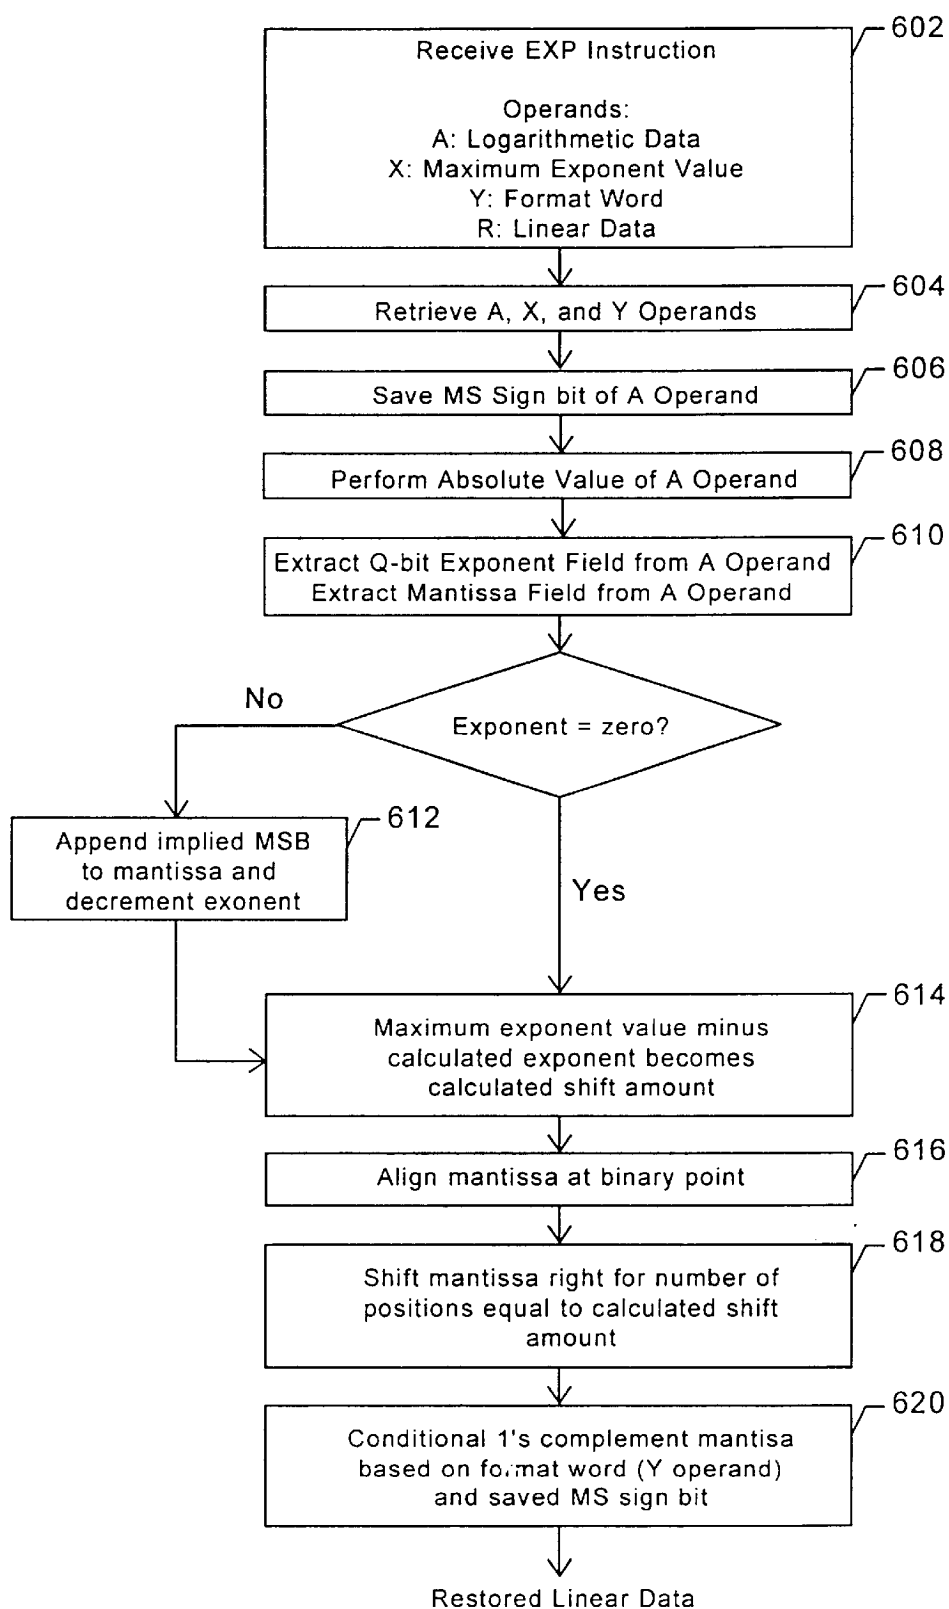 602
Receive EXP Instruction
Operands:
A: Logarithmetic Data
X: Maximum Exponent Value
Y: Format Word
R: Linear Data
604
Retrieve A, X, and Y Operands
606
Save MS Sign bit of A Operand
608
Perform Absolute Value of A Operand
610
Extract Q-bit Exponent Field from A Operand
Extract Mantissa Field from A Operand
No
Exponent = zero?
612
Append implied MSB
to mantissa and
decrement exonent
Yes
614
Maximum exponent value minus
calculated exponent becomes
calculated shift amount
616
Align mantissa at binary point
618
Shift mantissa right for number of
positions equal to calculated shift
amount
620
Conditional 1's complement mantisa
based on format word (Y operand)
and saved MS sign bit
Restored Linear Data